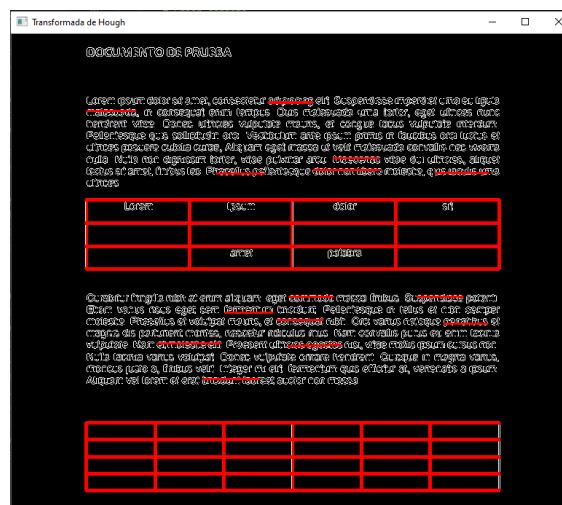 Transformada de Hough
DOCUMENTO DE PRUEBA
Lorem ipsum dolor sit amet, consectetur adipiscing elit. Suspendisse imperdiet urna eu ligula
malesuada, in consequat enim tempus. Duis malesuada urna tortor, eget ultrices nunc
hendrerit vitae. Donec ultrices vulputate mauris, et congue lacus vulputate interdum.
Pellentesque quis sollicitudin orci. Vestibulum ante ipsum primis in faucibus orci luctus et
ultrices posuere cubilia curae; Aliquam eget massa ut velit malesuada convallis nec viverra
nulla. Nulla non dignissim tortor, vitae pulvinar arcu. Maecenas vitae dui ultrices, aliquet
lectus sit amet, finibus leo. Phasellus pellentesque dolor non libero molestie, quis iaculis urna
ultrices.
Lorem Ipsum dolor sit
amet palabra
Curabitur fringilla nibh at enim aliquam, eget commodo massa finibus. Suspendisse potenti.
Etiam varius risus eget sem fermentum tincidunt. Pellentesque in tellus et nibh semper
molestie. Phasellus et volutpat mauris, et consequat nibh. Orci varius natoque penatibus et
magnis dis parturient montes, nascetur ridiculus mus. Nam convallis purus ex enim lacinia
vulputate. Nam et molestie elit. Praesent ultrices egestas nisi, vitae mollis ipsum cursus non.
Nulla lacinia varius volutpat. Donec vulputate ornare hendrerit. Quisque in magna varius,
rhoncus justo a, finibus velit. Integer mi elit, fermentum quis efficitur at, venenatis a ipsum.
Aliquam vel lorem et erat tincidunt laoreet auctor non massa.